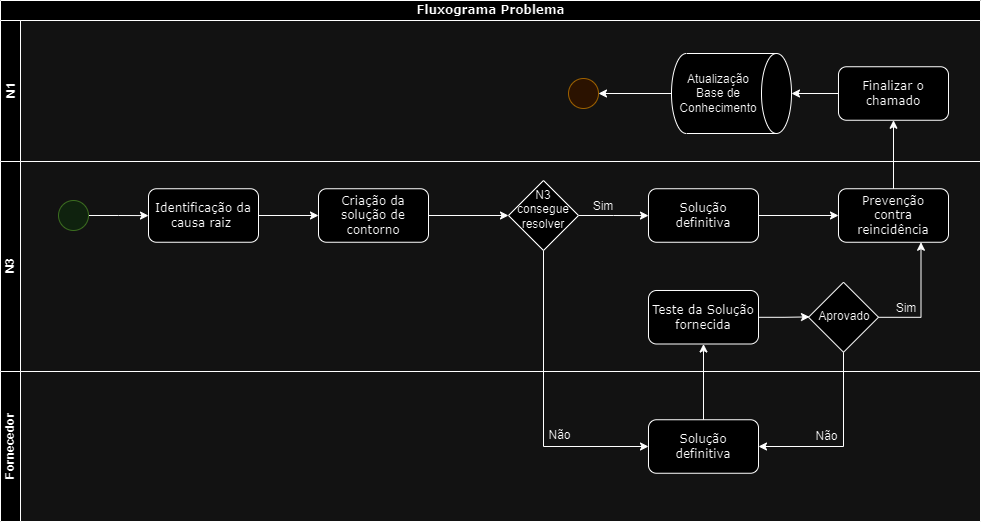 Fluxograma Problema
N1
Atualização
Base de
Conhecimento
Finalizar o
chamado
N3
Identificação da
causa raiz
Criação da
solução de
contorno
N3
consegue
resolver
Sim
Solução
definitiva
Prevenção
contra
reincidência
Teste da Solução
fornecida
Aprovado
Sim
Fornecedor
Não
Solução
definitiva
Não